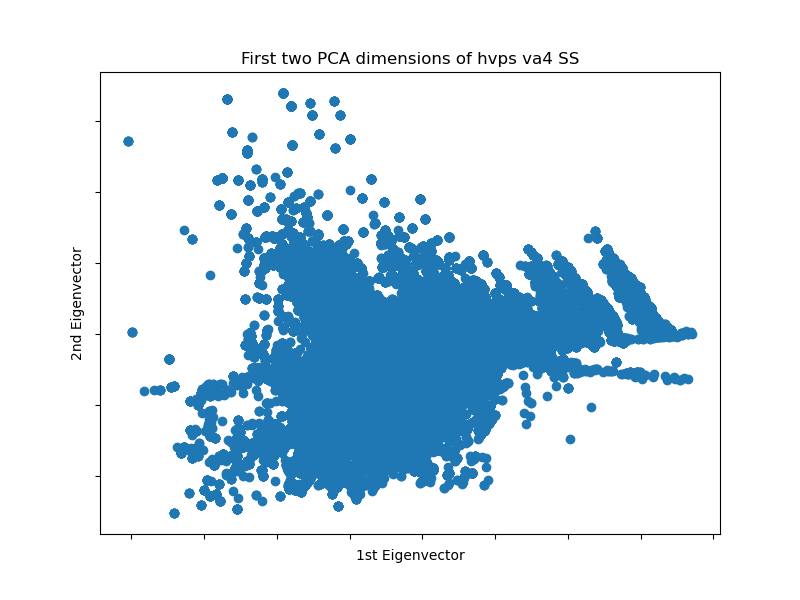 First two PCA dimensions of hvps va4 SS
2nd Eigenvector
1st Eigenvector